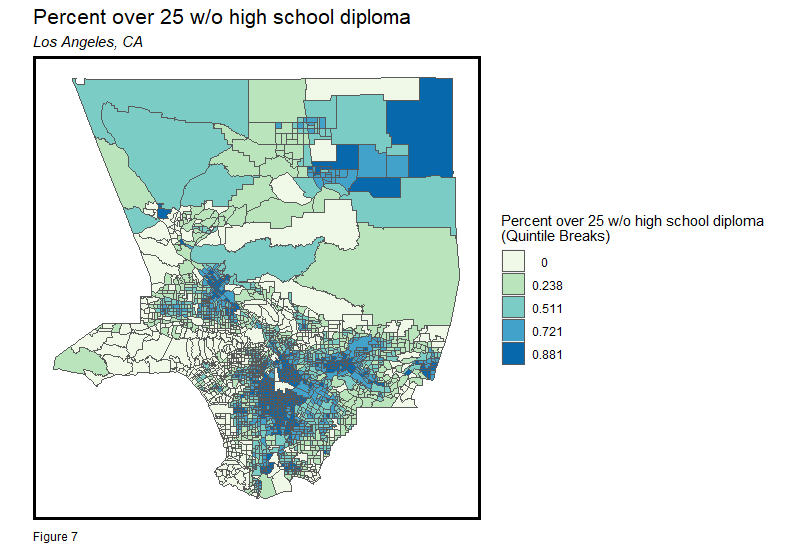 Percent over 25 w/o high school diploma
Los Angeles, CA
Percent over 25 w/o high school diploma
(Quintile Breaks)
0
0.238
0.511
0.721
0.881
Figure 7